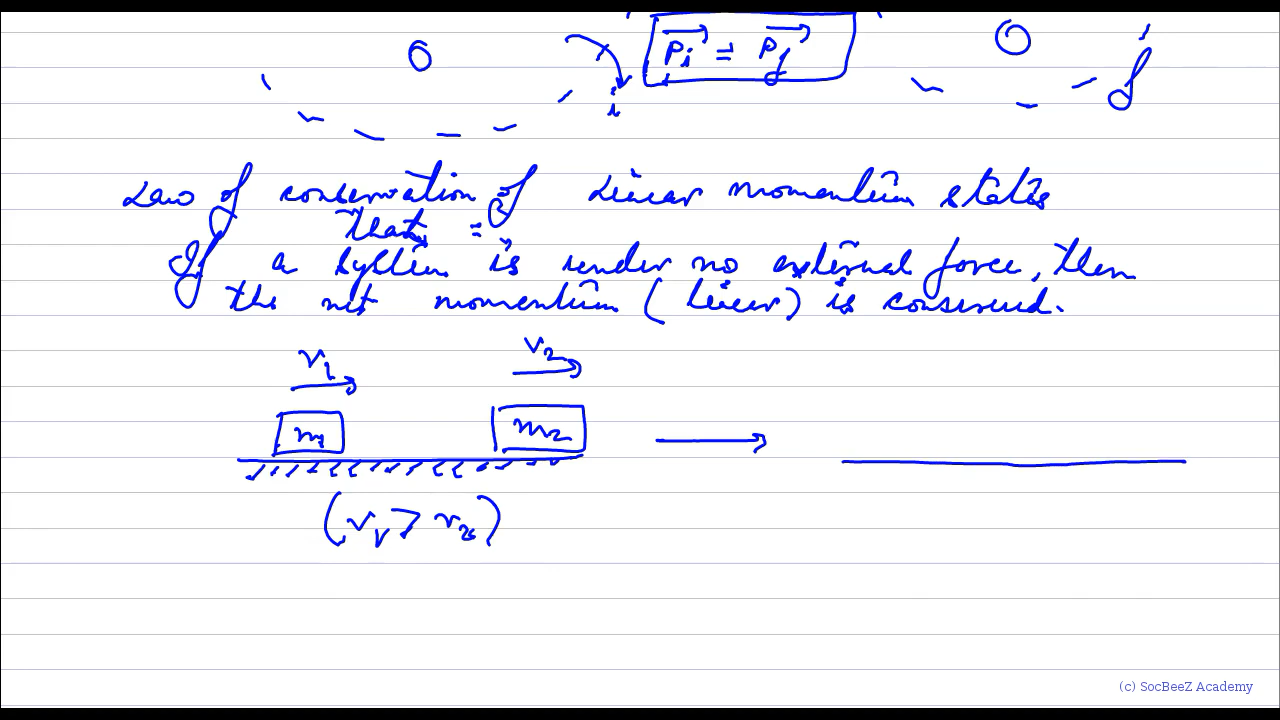 O
Pi = Pf
O
i
f
Law of conservation of Linear momentum states
that :
If a system is under no external force, then
the net momentum (linear) is conserved.
V1
V2
m1
m2
(V1 > V2)
(c) SocBeeZ Academy